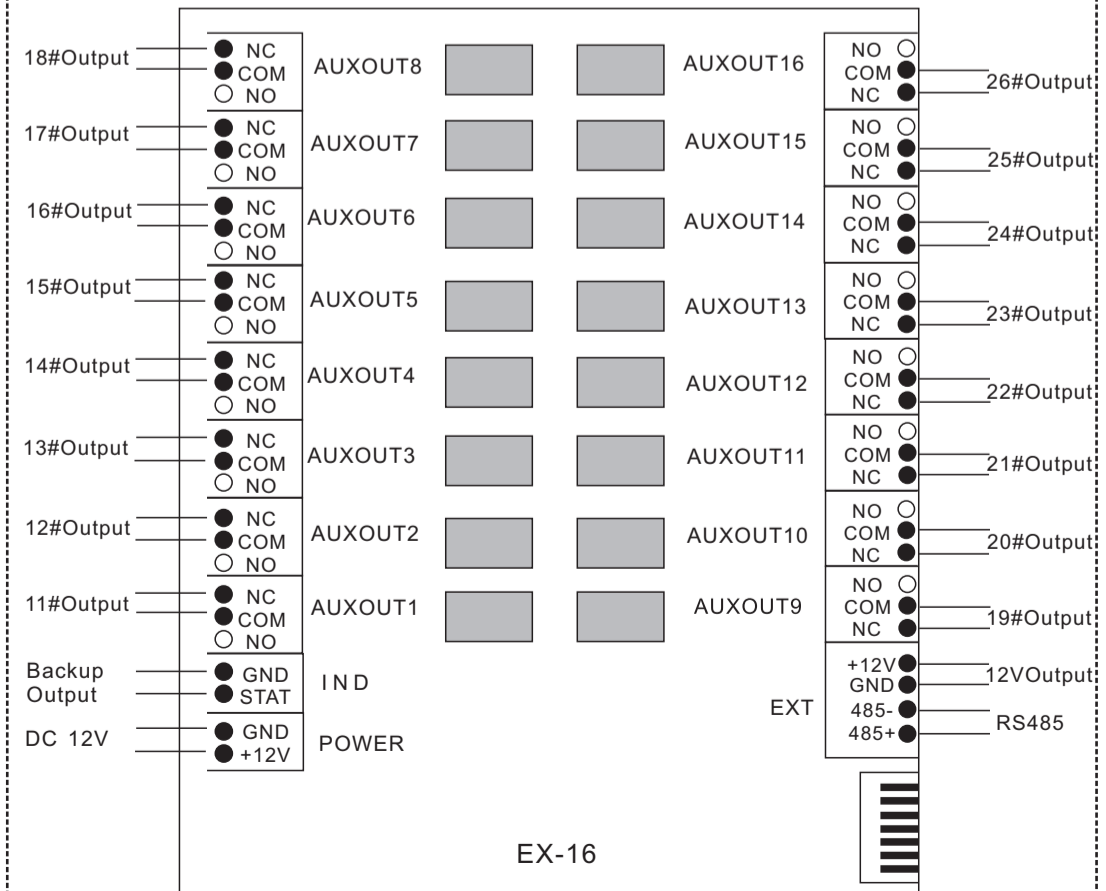 18#Output
NC
COM
NO
AUXOUT8
17#Output
NC
COM
NO
AUXOUT7
16#Output
NC
COM
NO
AUXOUT6
15#Output
NC
COM
NO
AUXOUT5
14#Output
NC
COM
NO
AUXOUT4
13#Output
NC
COM
NO
AUXOUT3
12#Output
NC
COM
NO
AUXOUT2
11#Output
NC
COM
NO
AUXOUT1
Backup
Output
GND
STAT
IND
DC 12V
GND
+12V
POWER
AUXOUT16
NO
COM
NC
26#Output
AUXOUT15
NO
COM
NC
25#Output
AUXOUT14
NO
COM
NC
24#Output
AUXOUT13
NO
COM
NC
23#Output
AUXOUT12
NO
COM
NC
22#Output
AUXOUT11
NO
COM
NC
21#Output
AUXOUT10
NO
COM
NC
20#Output
AUXOUT9
NO
COM
NC
19#Output
EXT
+12V
GND
485-
485+
12VOutput
RS485
EX-16